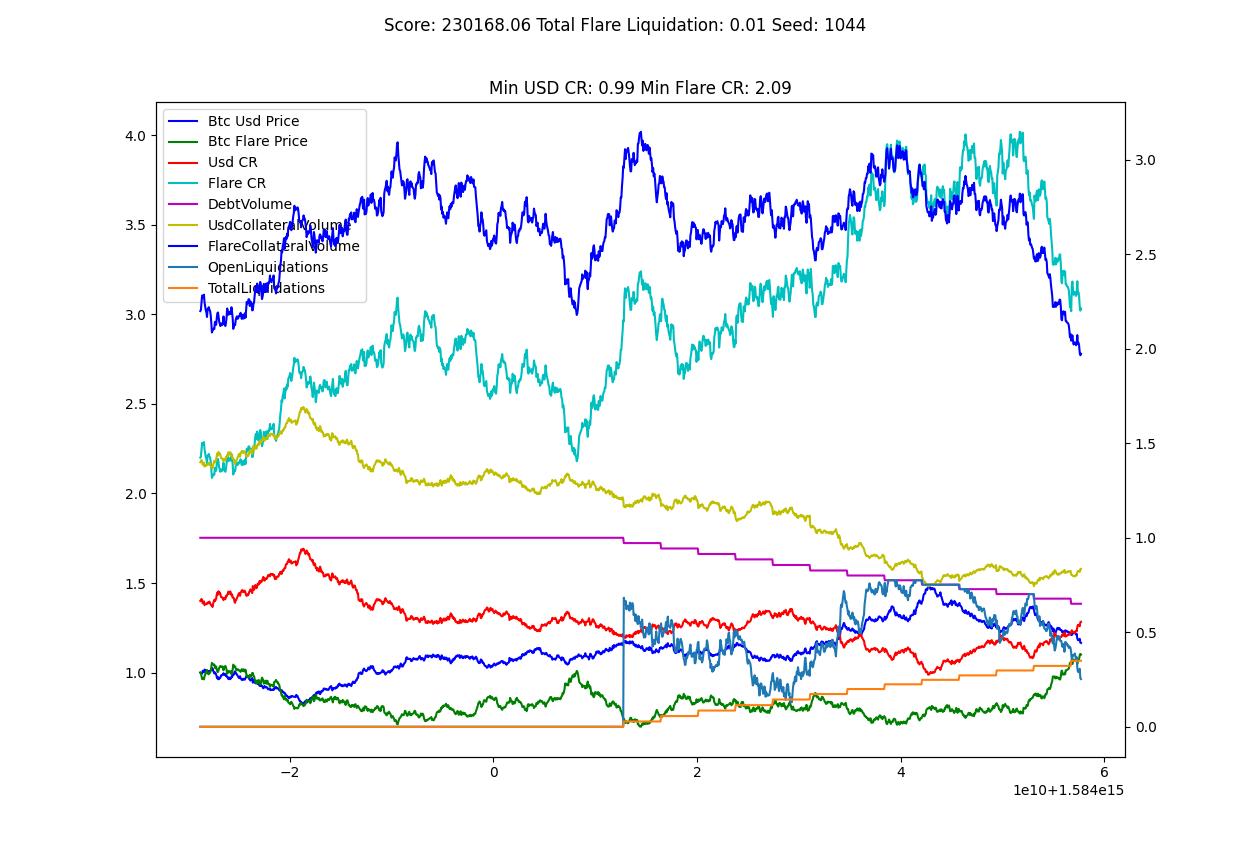 Score: 230168.06 Total Flare Liquidation: 0.01 Seed: 1044
Min USD CR: 0.99 Min Flare CR: 2.09
Btc Usd Price
Btc Flare Price
Usd CR
Flare CR
DebtVolume
UsdCollateralVolume
FlareCollateralVolume
OpenLiquidations
TotalLiquidations
4.0
3.5
3.0
2.5
2.0
1.5
1.0
3.0
2.5
2.0
1.5
1.0
0.5
0.0
−2 0 2 4 6
1e10+1.584e15